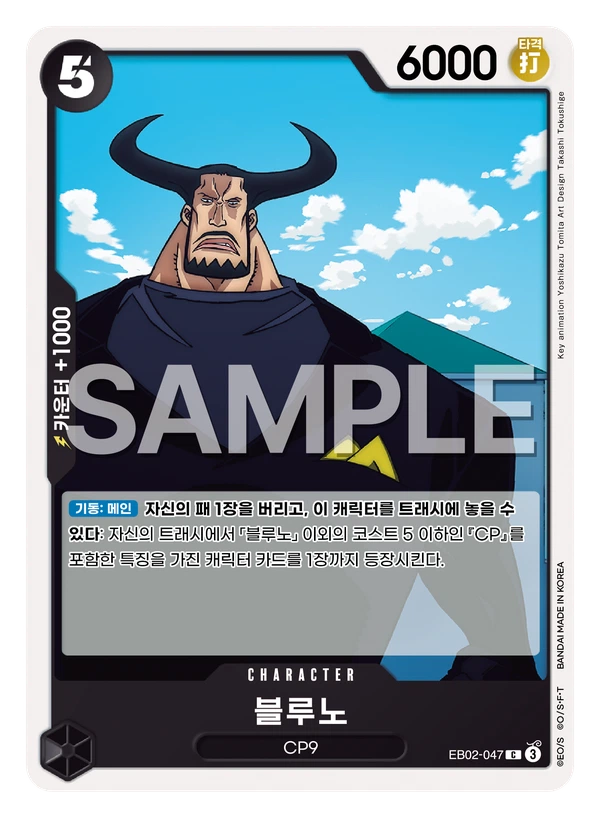 5
6000
타격
打
카운터 +1000
SAMPLE
기동: 메인 자신의 패 1장을 버리고, 이 캐릭터를 트래시에 놓을 수
있다: 자신의 트래시에서 「블루노」 이외의 코스트 5 이하인 『CP』를
포함한 특징을 가진 캐릭터 카드를 1장까지 등장시킨다.
CHARACTER
블루노
CP9
EB02-047 C 3
Key animation Yoshikazu Tomita Art Design Takashi Tokushige
©EO/S ©O/S·F·T BANDAI MADE IN KOREA